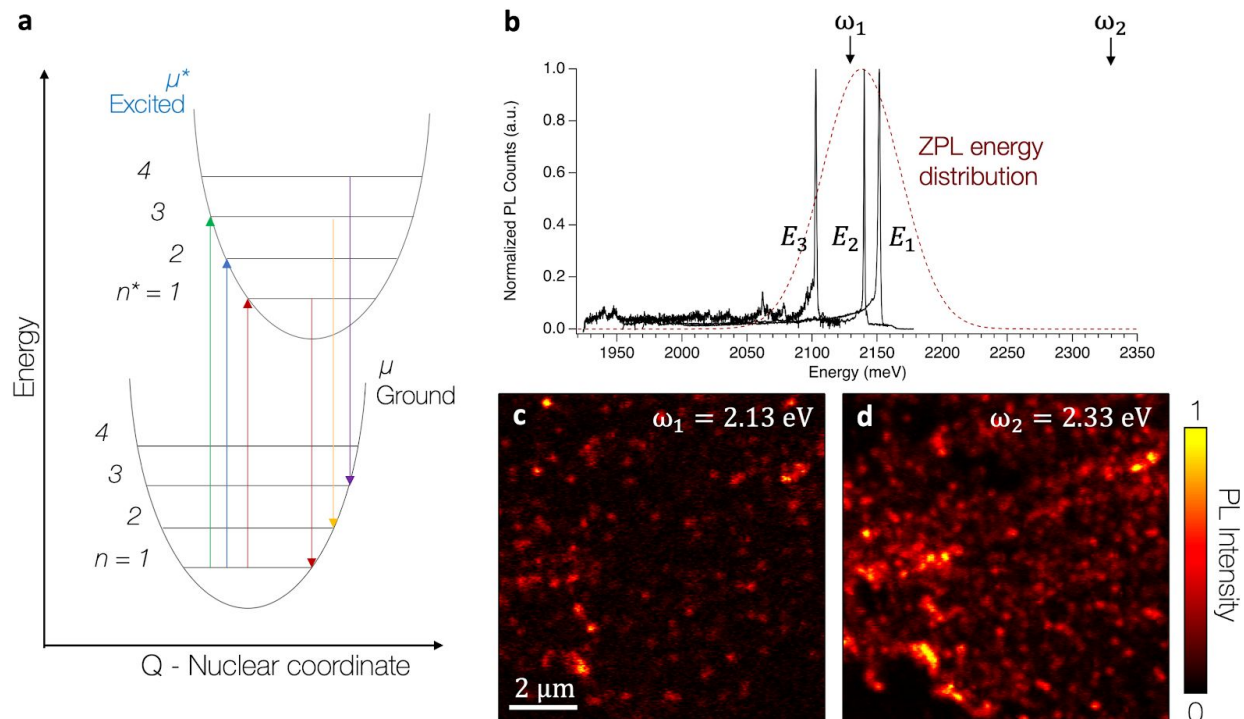 a
Energy
μ*
Excited
4
3
2
n* = 1
μ
Ground
4
3
2
n = 1
Q - Nuclear coordinate
b
ω₁
ω₂
Normalized PL Counts (a.u.)
1.0
0.8
0.6
0.4
0.2
0.0
ZPL energy
distribution
E₃
E₂
E₁
1950
2000
2050
2100
2150
2200
2250
2300
2350
Energy (meV)
c
ω₁ = 2.13 eV
2 μm
d
ω₂ = 2.33 eV
1
PL Intensity
0